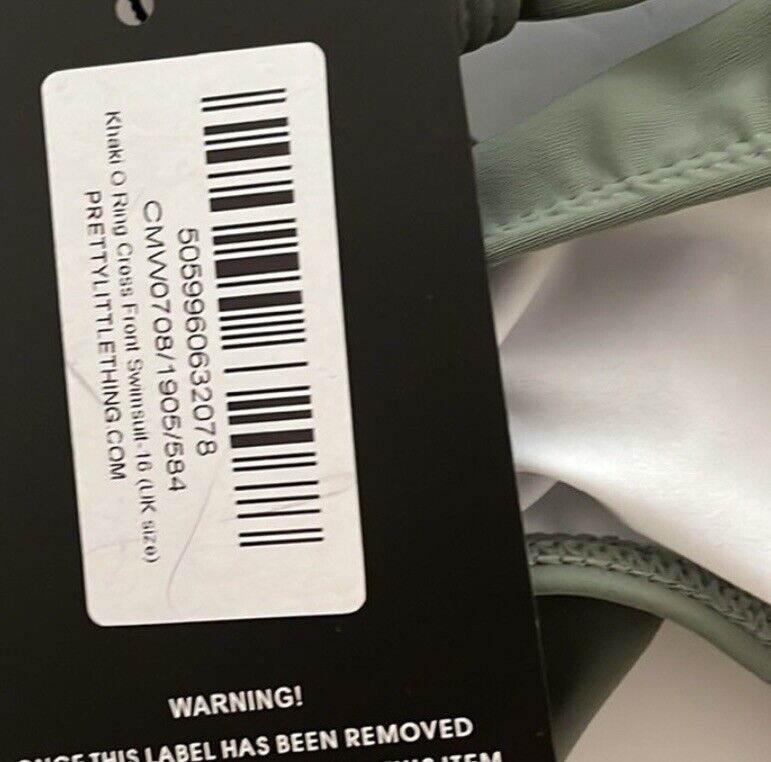 5059960632078
CMW0708/1905/584
Khaki O Ring Cross Front Swimsuit-16 (UK size)
PRETTYLITTLETHING.COM
WARNING!
ONCE THIS LABEL HAS BEEN REMOVED
ITEM